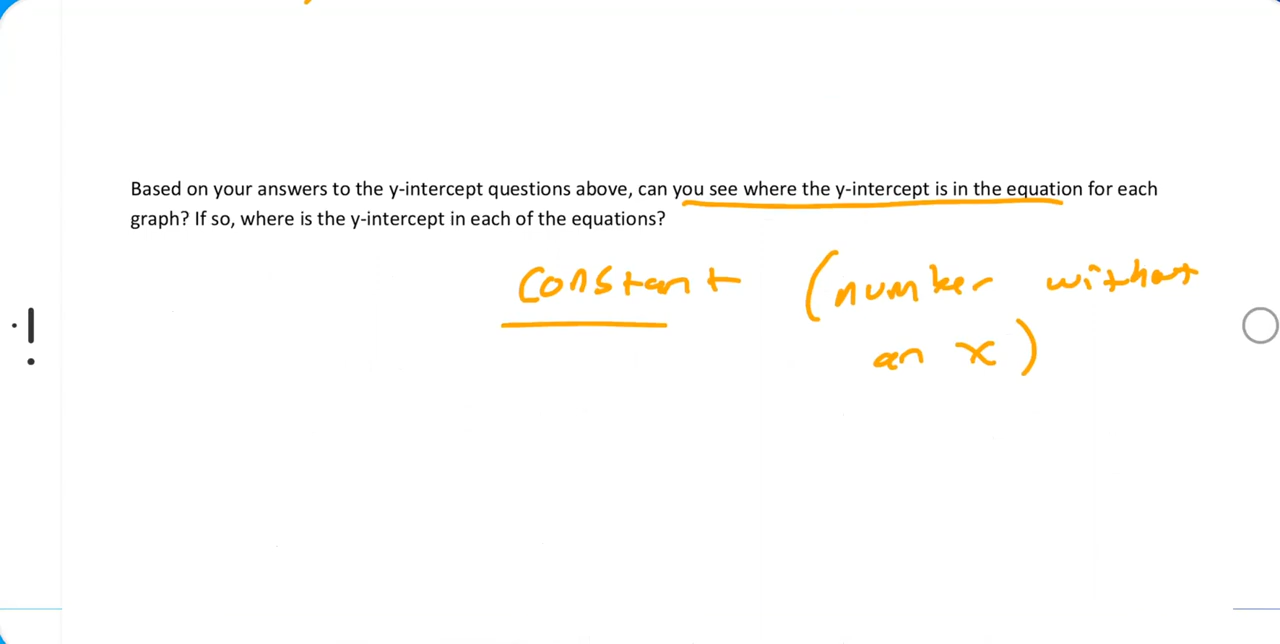 Based on your answers to the y-intercept questions above, can you see where the y-intercept is in the equation for each
graph? If so, where is the y-intercept in each of the equations?
constant (number without
an x)